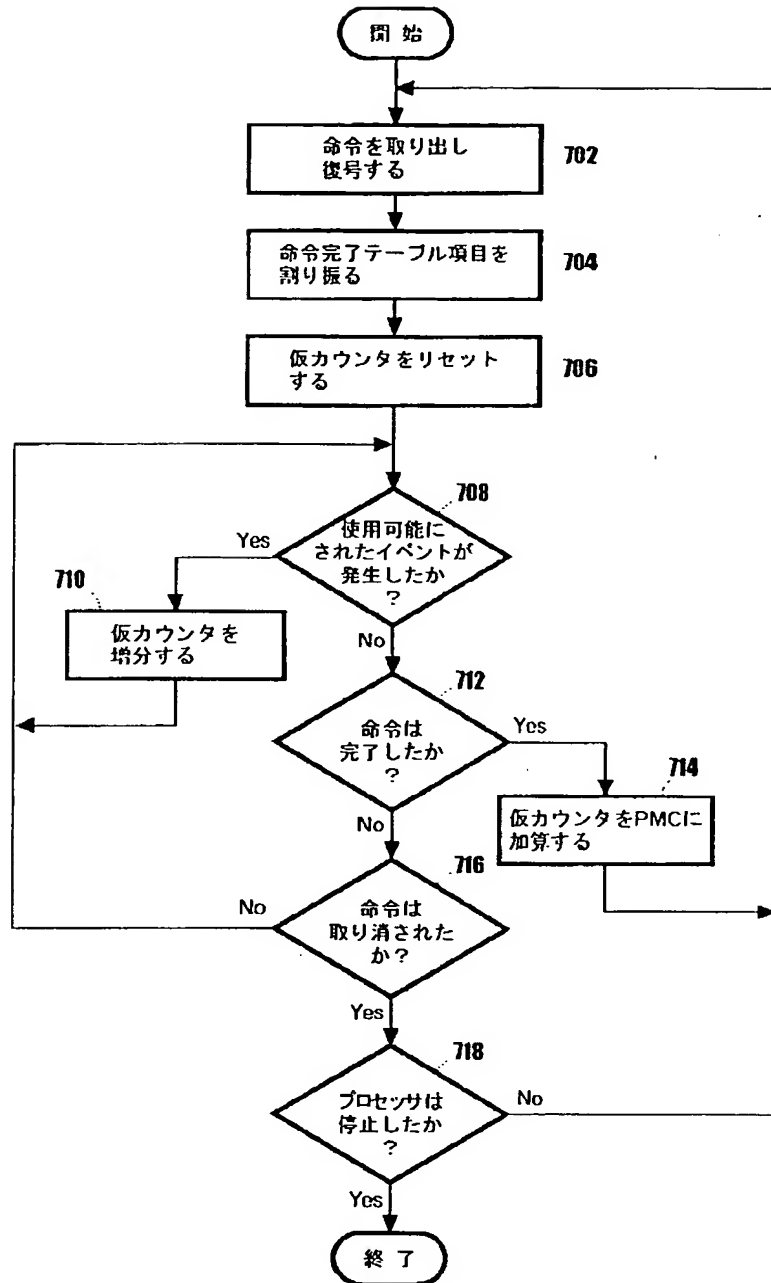 開始
命令を取り出し
復号する
702
命令完了テーブル項目を
割り振る
704
仮カウンタをリセット
する
706
708
使用可能に
されたイベントが
発生したか
?
Yes
No
710
仮カウンタを
増分する
712
命令は
完了したか
?
Yes
No
714
仮カウンタをPMCに
加算する
716
命令は
取り消された
か?
No
Yes
718
プロセッサは
停止したか
?
No
Yes
終了